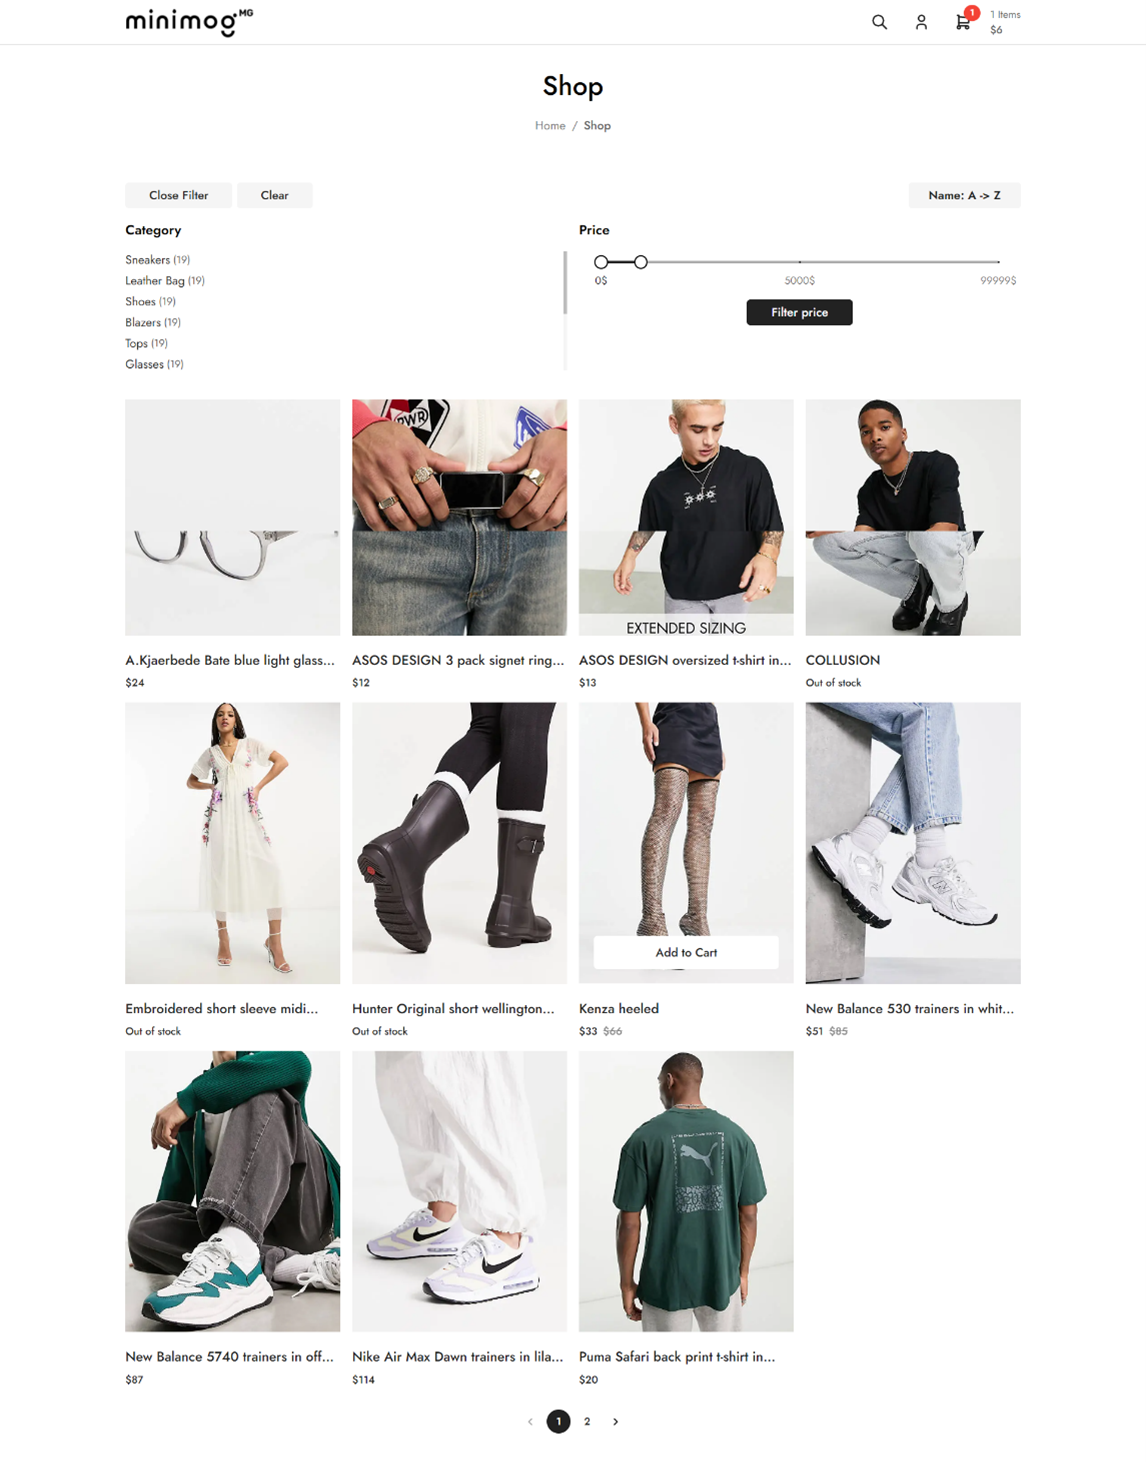 minimog MG
1
1 Items
$6
Shop
Home / Shop
Close Filter
Clear
Name: A -> Z
Category
Price
Sneakers (19)
Leather Bag (19)
Shoes (19)
Blazers (19)
Tops (19)
Glasses (19)
0$
5000$
99999$
Filter price
PWR
EXTENDED SIZING
A.Kjaerbede Bate blue light glass...
$24
ASOS DESIGN 3 pack signet ring...
$12
ASOS DESIGN oversized t-shirt in...
$13
COLLUSION
Out of stock
Add to Cart
Embroidered short sleeve midi...
Out of stock
Hunter Original short wellington...
Out of stock
Kenza heeled
$33 $66
New Balance 530 trainers in whit...
$51 $85
New Balance 5740 trainers in off...
$87
Nike Air Max Dawn trainers in lila...
$114
Puma Safari back print t-shirt in...
$20
‹ 1 2 ›